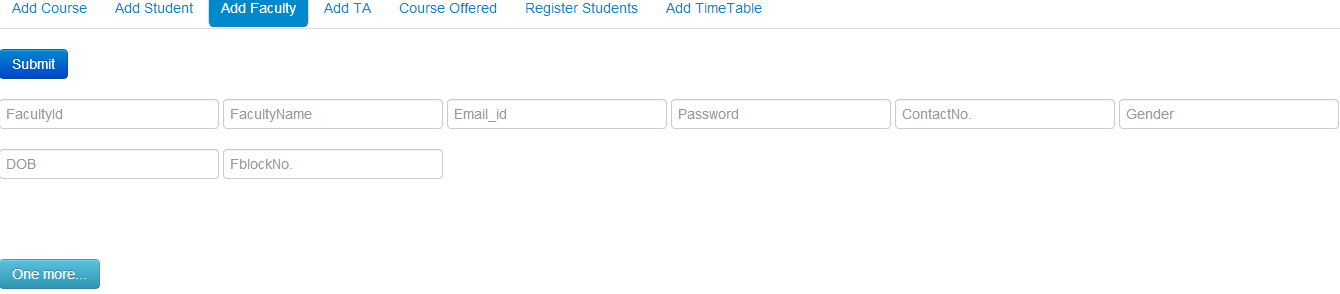 Add Course Add Student Add Faculty Add TA Course Offered Register Students Add TimeTable
Submit
FacultyId FacultyName Email_id Password ContactNo. Gender
DOB FblockNo.
One more...